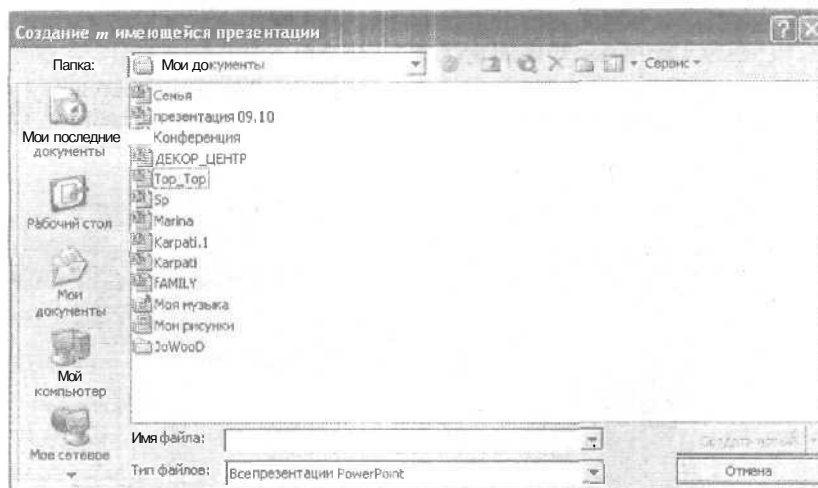 Создание т имеющейся презентации
Папка: Мои документы Сервис
Семья
презентация 09.10
Конференция
ДЕКОР_ЦЕНТР
Top_Top
Sp
Marina
Karpati.1
Karpati
fAMILY
Моя музыка
Мои рисунки
JoWooD
Мои последние
документы
Рабочий стол
Мои
документы
Мой
компьютер
Мое сетевое
Имя файла: Создать новый
Тип файлов: Все презентации PowerPoint Отмена